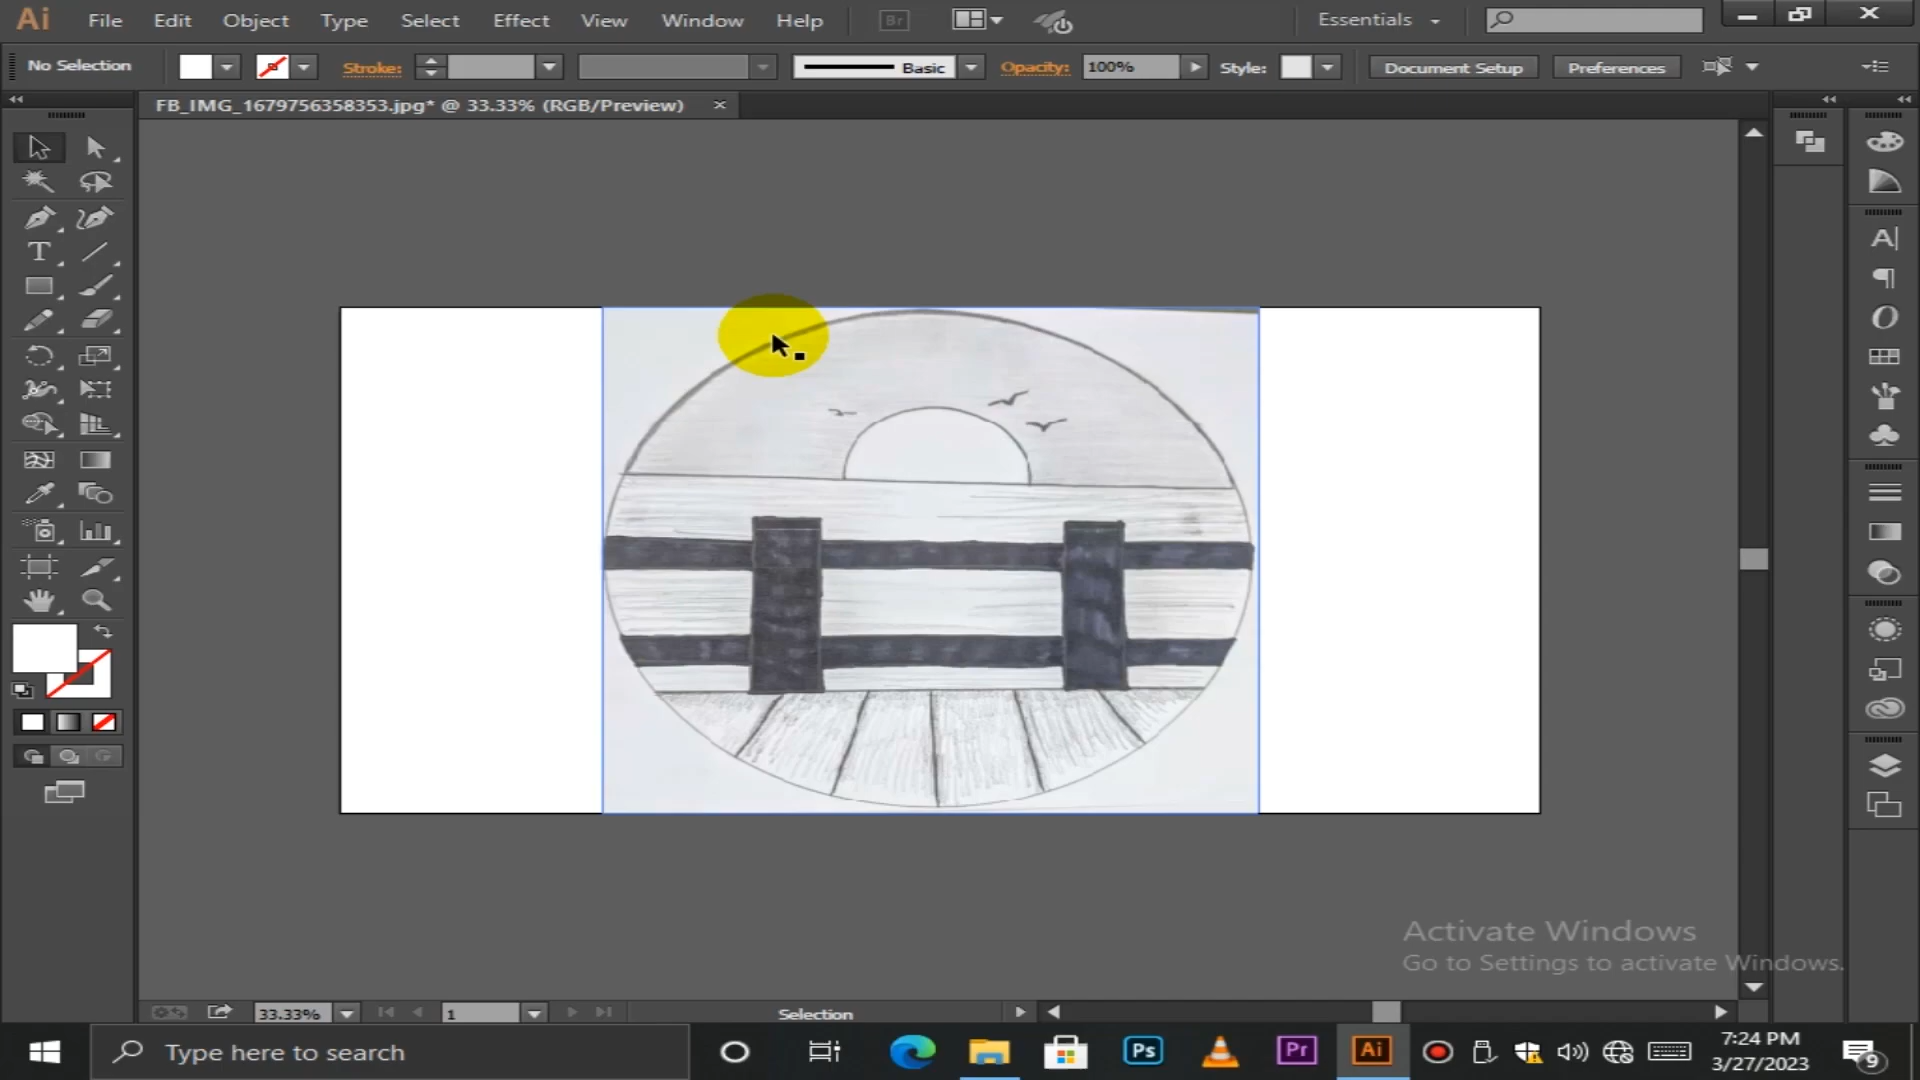 Ai File Edit Object Type Select Effect View Window Help Br Essentials
No Selection Stroke: Basic Opacity: 100% Style: Document Setup Preferences
FB_IMG_1679756358353.jpg* @ 33.33% (RGB/Preview)
Activate Windows
Go to Settings to activate Windows.
33.33% 1 Selection
Type here to search Ps Pr Ai 7:24 PM
3/27/2023 9